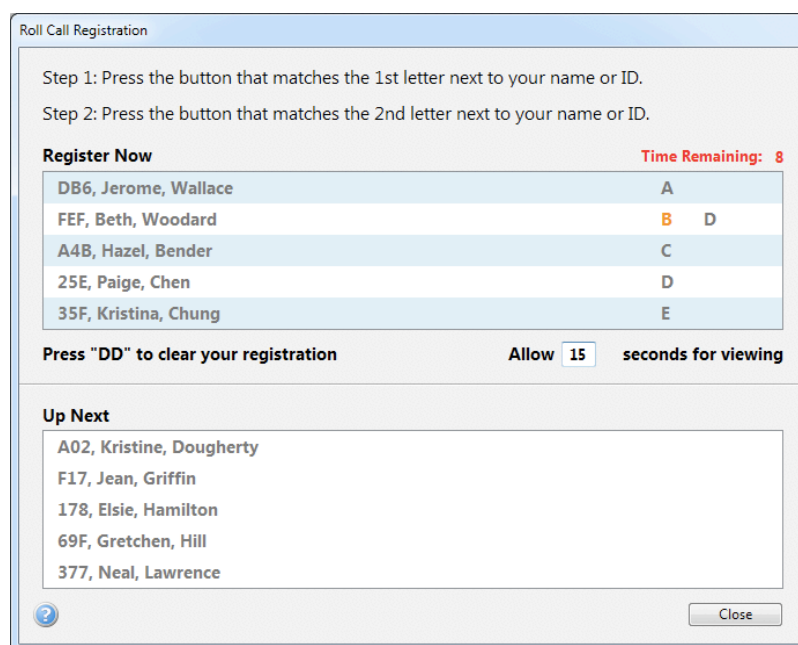 Roll Call Registration
Step 1: Press the button that matches the 1st letter next to your name or ID.
Step 2: Press the button that matches the 2nd letter next to your name or ID.
Register Now Time Remaining: 8
DB6, Jerome, Wallace A
FEF, Beth, Woodard B D
A4B, Hazel, Bender C
25E, Paige, Chen D
35F, Kristina, Chung E
Press "DD" to clear your registration Allow 15 seconds for viewing
Up Next
A02, Kristine, Dougherty
F17, Jean, Griffin
178, Elsie, Hamilton
69F, Gretchen, Hill
377, Neal, Lawrence
? Close